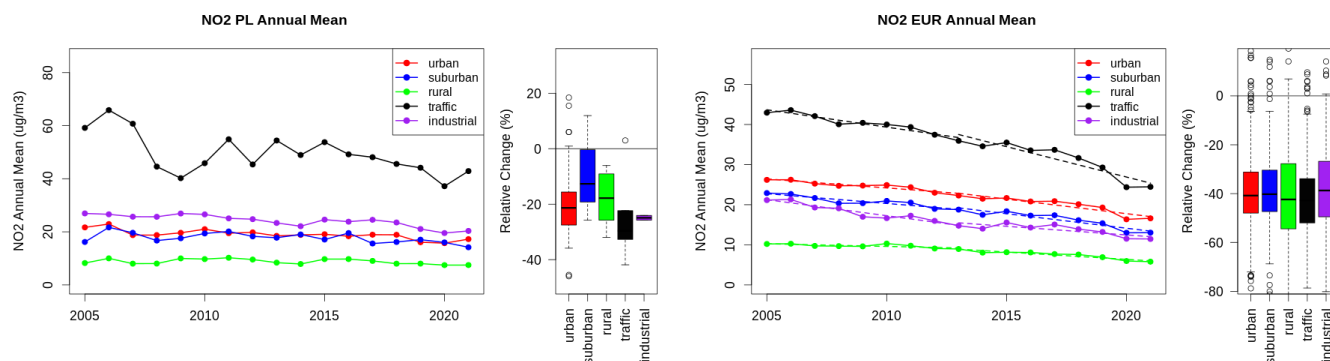 NO2 PL Annual Mean
NO2 Annual Mean (ug/m3)
80
60
40
20
0
2005 2010 2015 2020
urban
suburban
rural
traffic
industrial
Relative Change (%)
20
0
-20
-40
urban
suburban
rural
traffic
industrial
NO2 EUR Annual Mean
NO2 Annual Mean (ug/m3)
50
40
30
20
10
0
2005 2010 2015 2020
urban
suburban
rural
traffic
industrial
Relative Change (%)
0
-20
-40
-60
-80
urban
suburban
rural
traffic
industrial